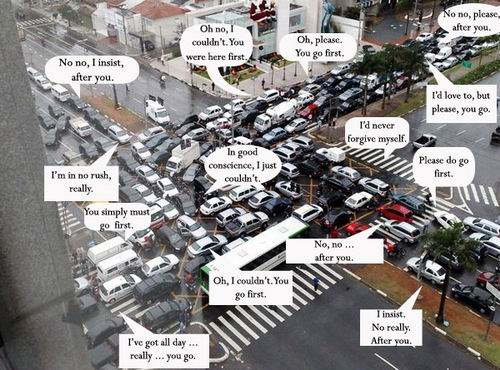 No no, please,
after you.
Oh no, I
couldn't. You
were here first.
Oh, please.
You go first.
No no, I insist,
after you.
I'd love to, but
please, you go.
I'd never
forgive myself.
In good
conscience, I just
couldn't.
Please do go
first.
I'm in no rush,
really.
You simply must
go first.
No, no ...
after you.
Oh, I couldn't. You
go first.
I insist.
No really.
After you.
I've got all day ...
really ... you go.